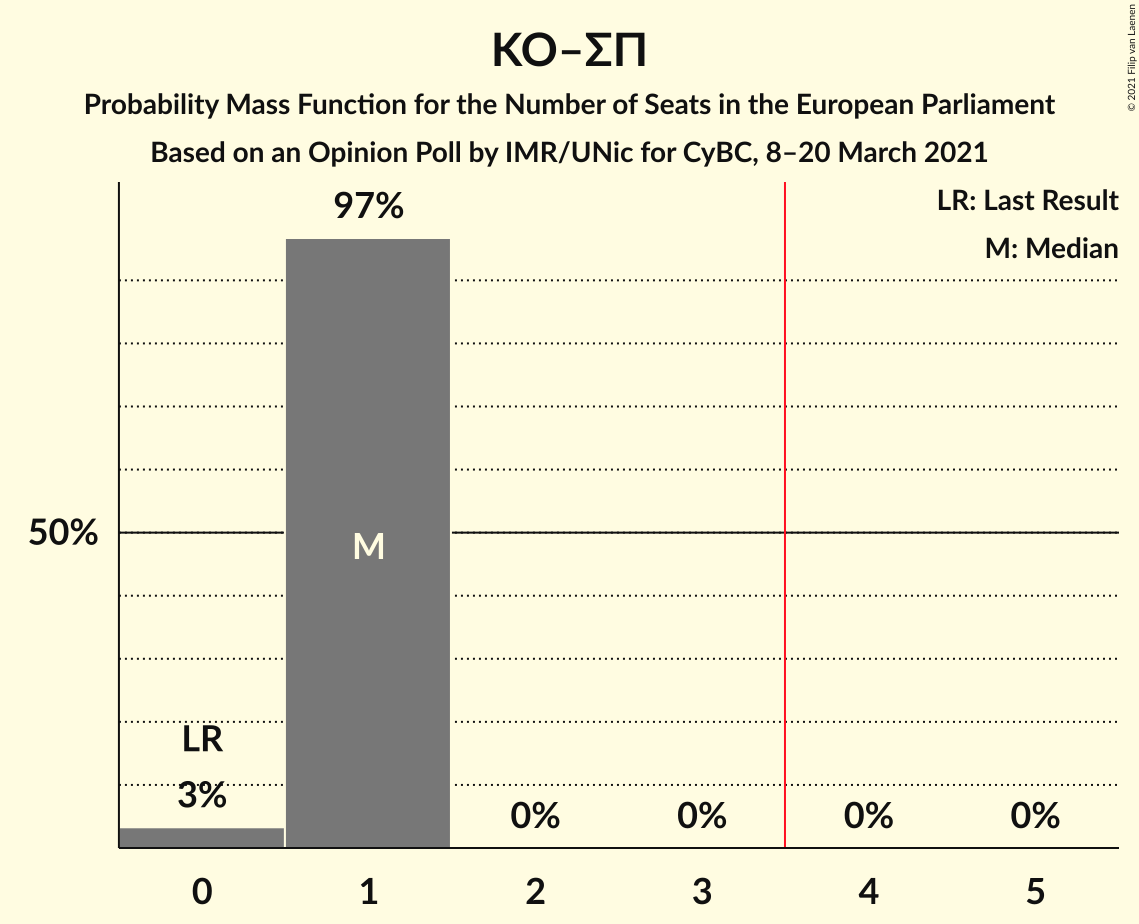 ΚΟ–ΣΠ
Probability Mass Function for the Number of Seats in the European Parliament
Based on an Opinion Poll by IMR/UNic for CyBC, 8–20 March 2021
© 2021 Filip van Laenen
LR: Last Result
M: Median
97%
50%
M
LR
3%
0% 0% 0% 0%
0 1 2 3 4 5